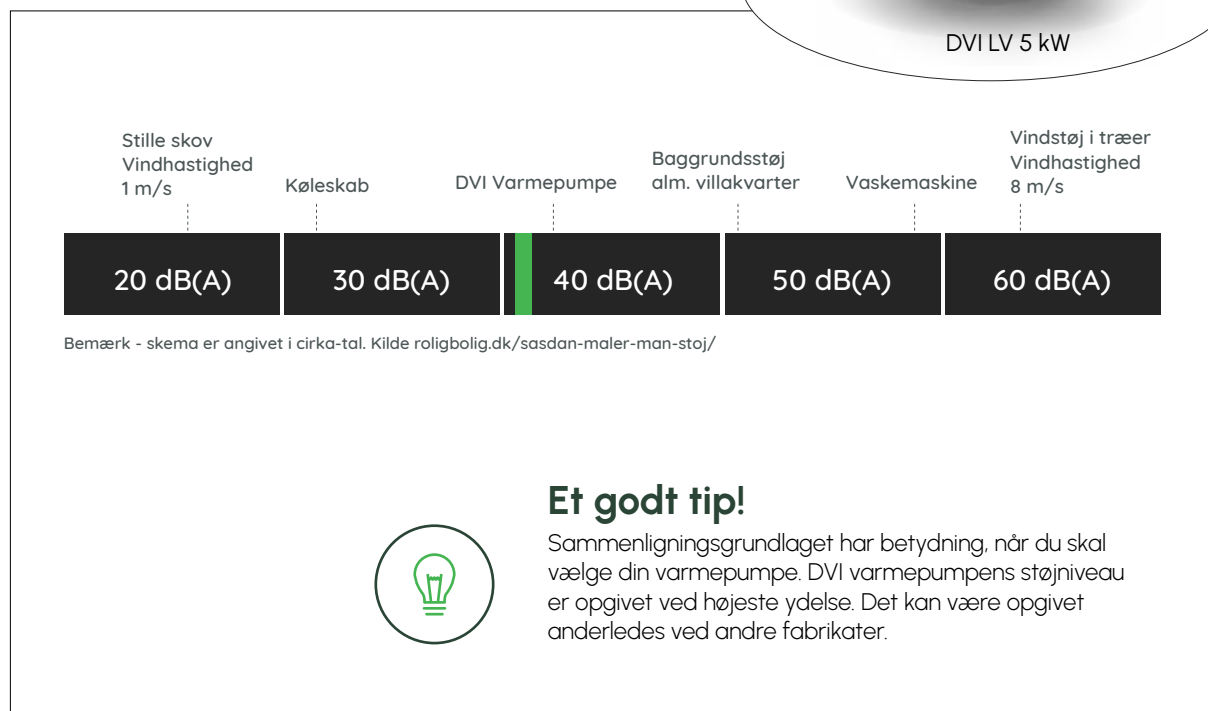 DVI LV 5 kW
Stille skov
Vindhastighed
1 m/s
Køleskab
DVI Varmepumpe
Baggrundsstøj
alm. villakvarter
Vaskemaskine
Vindstøj i træer
Vindhastighed
8 m/s
20 dB(A)
30 dB(A)
40 dB(A)
50 dB(A)
60 dB(A)
Bemærk - skema er angivet i cirka-tal. Kilde roligbolig.dk/sasdan-maler-man-stoj/
Et godt tip!
Sammenligningsgrundlaget har betydning, når du skal
vælge din varmepumpe. DVI varmepumpens støjniveau
er opgivet ved højeste ydelse. Det kan være opgivet
anderledes ved andre fabrikater.